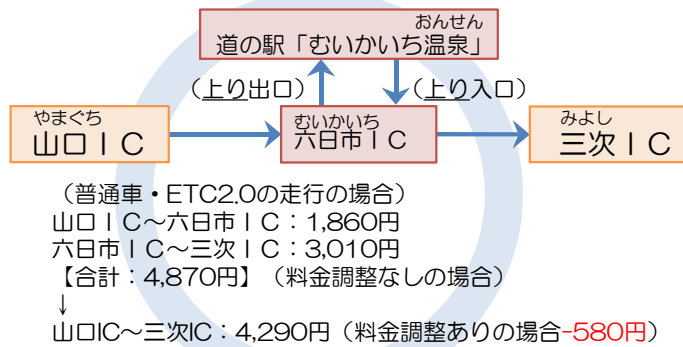 おんせん
道の駅「むいかいち温泉」
（上り出口）
（上り入口）
やまぐち
山口ＩＣ
むいかいち
六日市ＩＣ
みよし
三次ＩＣ
（普通車・ETC2.0の走行の場合）
山口ＩＣ～六日市ＩＣ：1,860円
六日市ＩＣ～三次ＩＣ：3,010円
【合計：4,870円】（料金調整なしの場合）
↓
山口IC～三次IC：4,290円（料金調整ありの場合-580円）